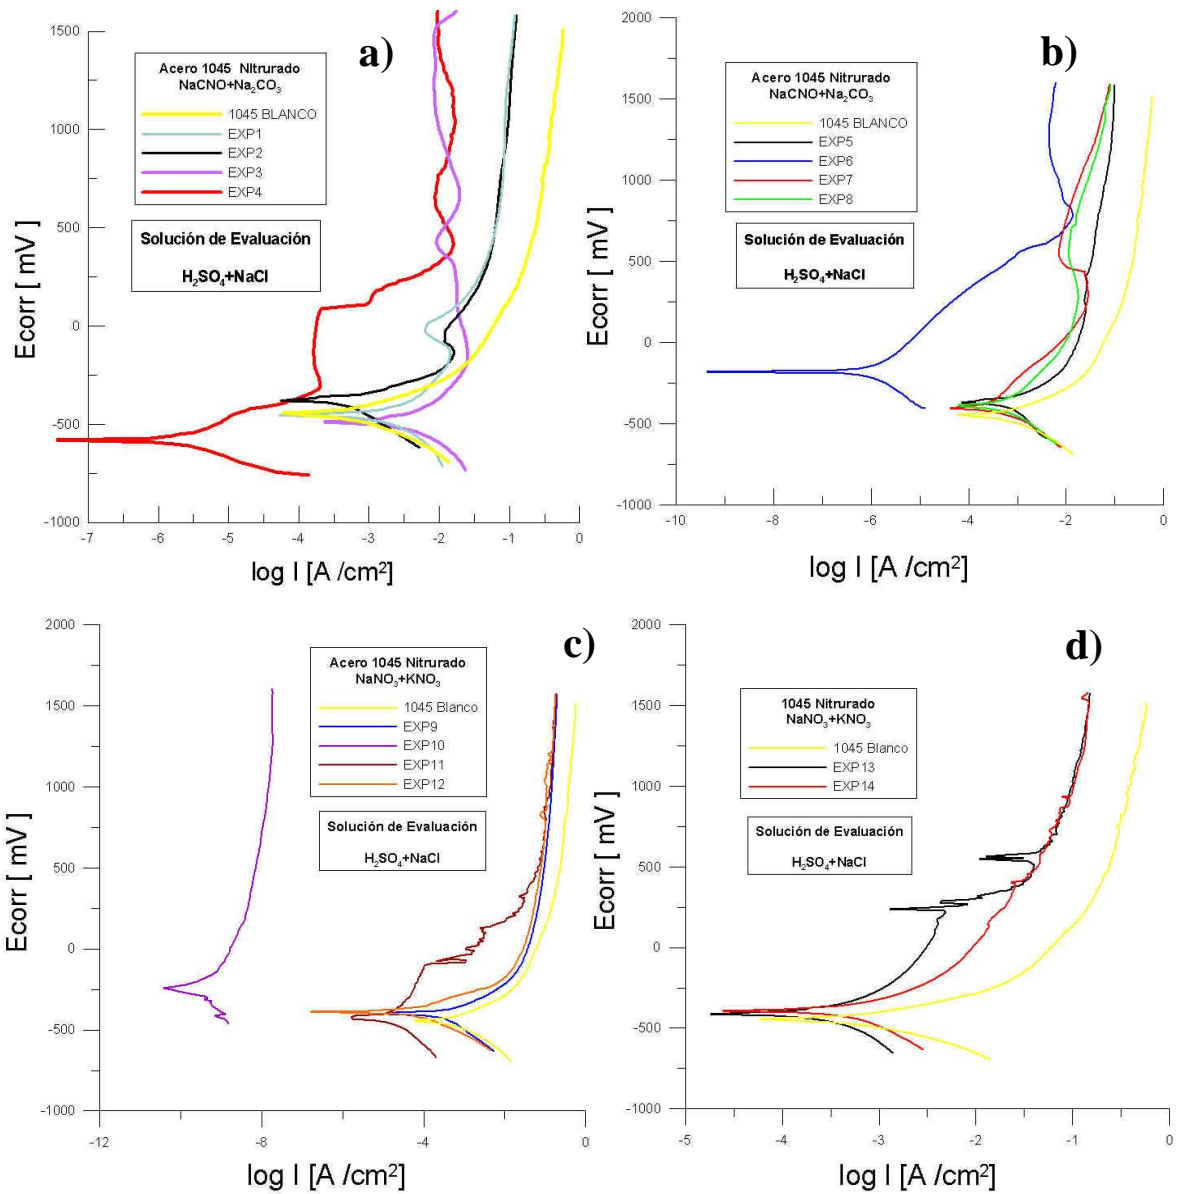 a)
1500
1000
500
0
-500
-1000
Ecorr [ mV ]
Acero 1045 Nitrurado
NaCNO+Na₂CO₃
1045 BLANCO
EXP1
EXP2
EXP3
EXP4
Solución de Evaluación
H₂SO₄+NaCl
-7 -6 -5 -4 -3 -2 -1 0
log I [A /cm²]
b)
2000
1500
1000
500
0
-500
-1000
Ecorr [ mV ]
Acero 1045 Nitrurado
NaCNO+Na₂CO₃
1045 BLANCO
EXP5
EXP6
EXP7
EXP8
Solución de Evaluación
H₂SO₄+NaCl
-10 -8 -6 -4 -2 0
log I [A /cm²]
c)
2000
1500
1000
500
0
-500
-1000
Ecorr [ mV ]
Acero 1045 Nitrurado
NaNO₃+KNO₃
1045 Blanco
EXP9
EXP10
EXP11
EXP12
Solución de Evaluación
H₂SO₄+NaCl
-12 -8 -4 0
log I [A /cm²]
d)
2000
1500
1000
500
0
-500
-1000
Ecorr [ mV ]
1045 Nitrurado
NaNO₃+KNO₃
1045 Blanco
EXP13
EXP14
Solución de Evaluación
H₂SO₄+NaCl
-5 -4 -3 -2 -1 0
log I [A /cm²]